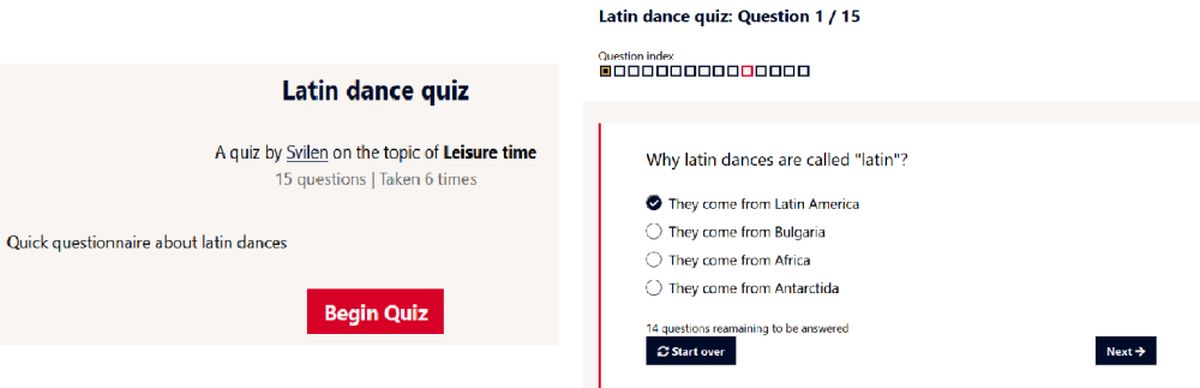 Latin dance quiz
A quiz by Svilen on the topic of Leisure time
15 questions | Taken 6 times
Quick questionnaire about latin dances
Begin Quiz
Latin dance quiz: Question 1 / 15
Question index
Why latin dances are called "latin"?
They come from Latin America
They come from Bulgaria
They come from Africa
They come from Antarctida
14 questions reamaining to be answered
Start over
Next →